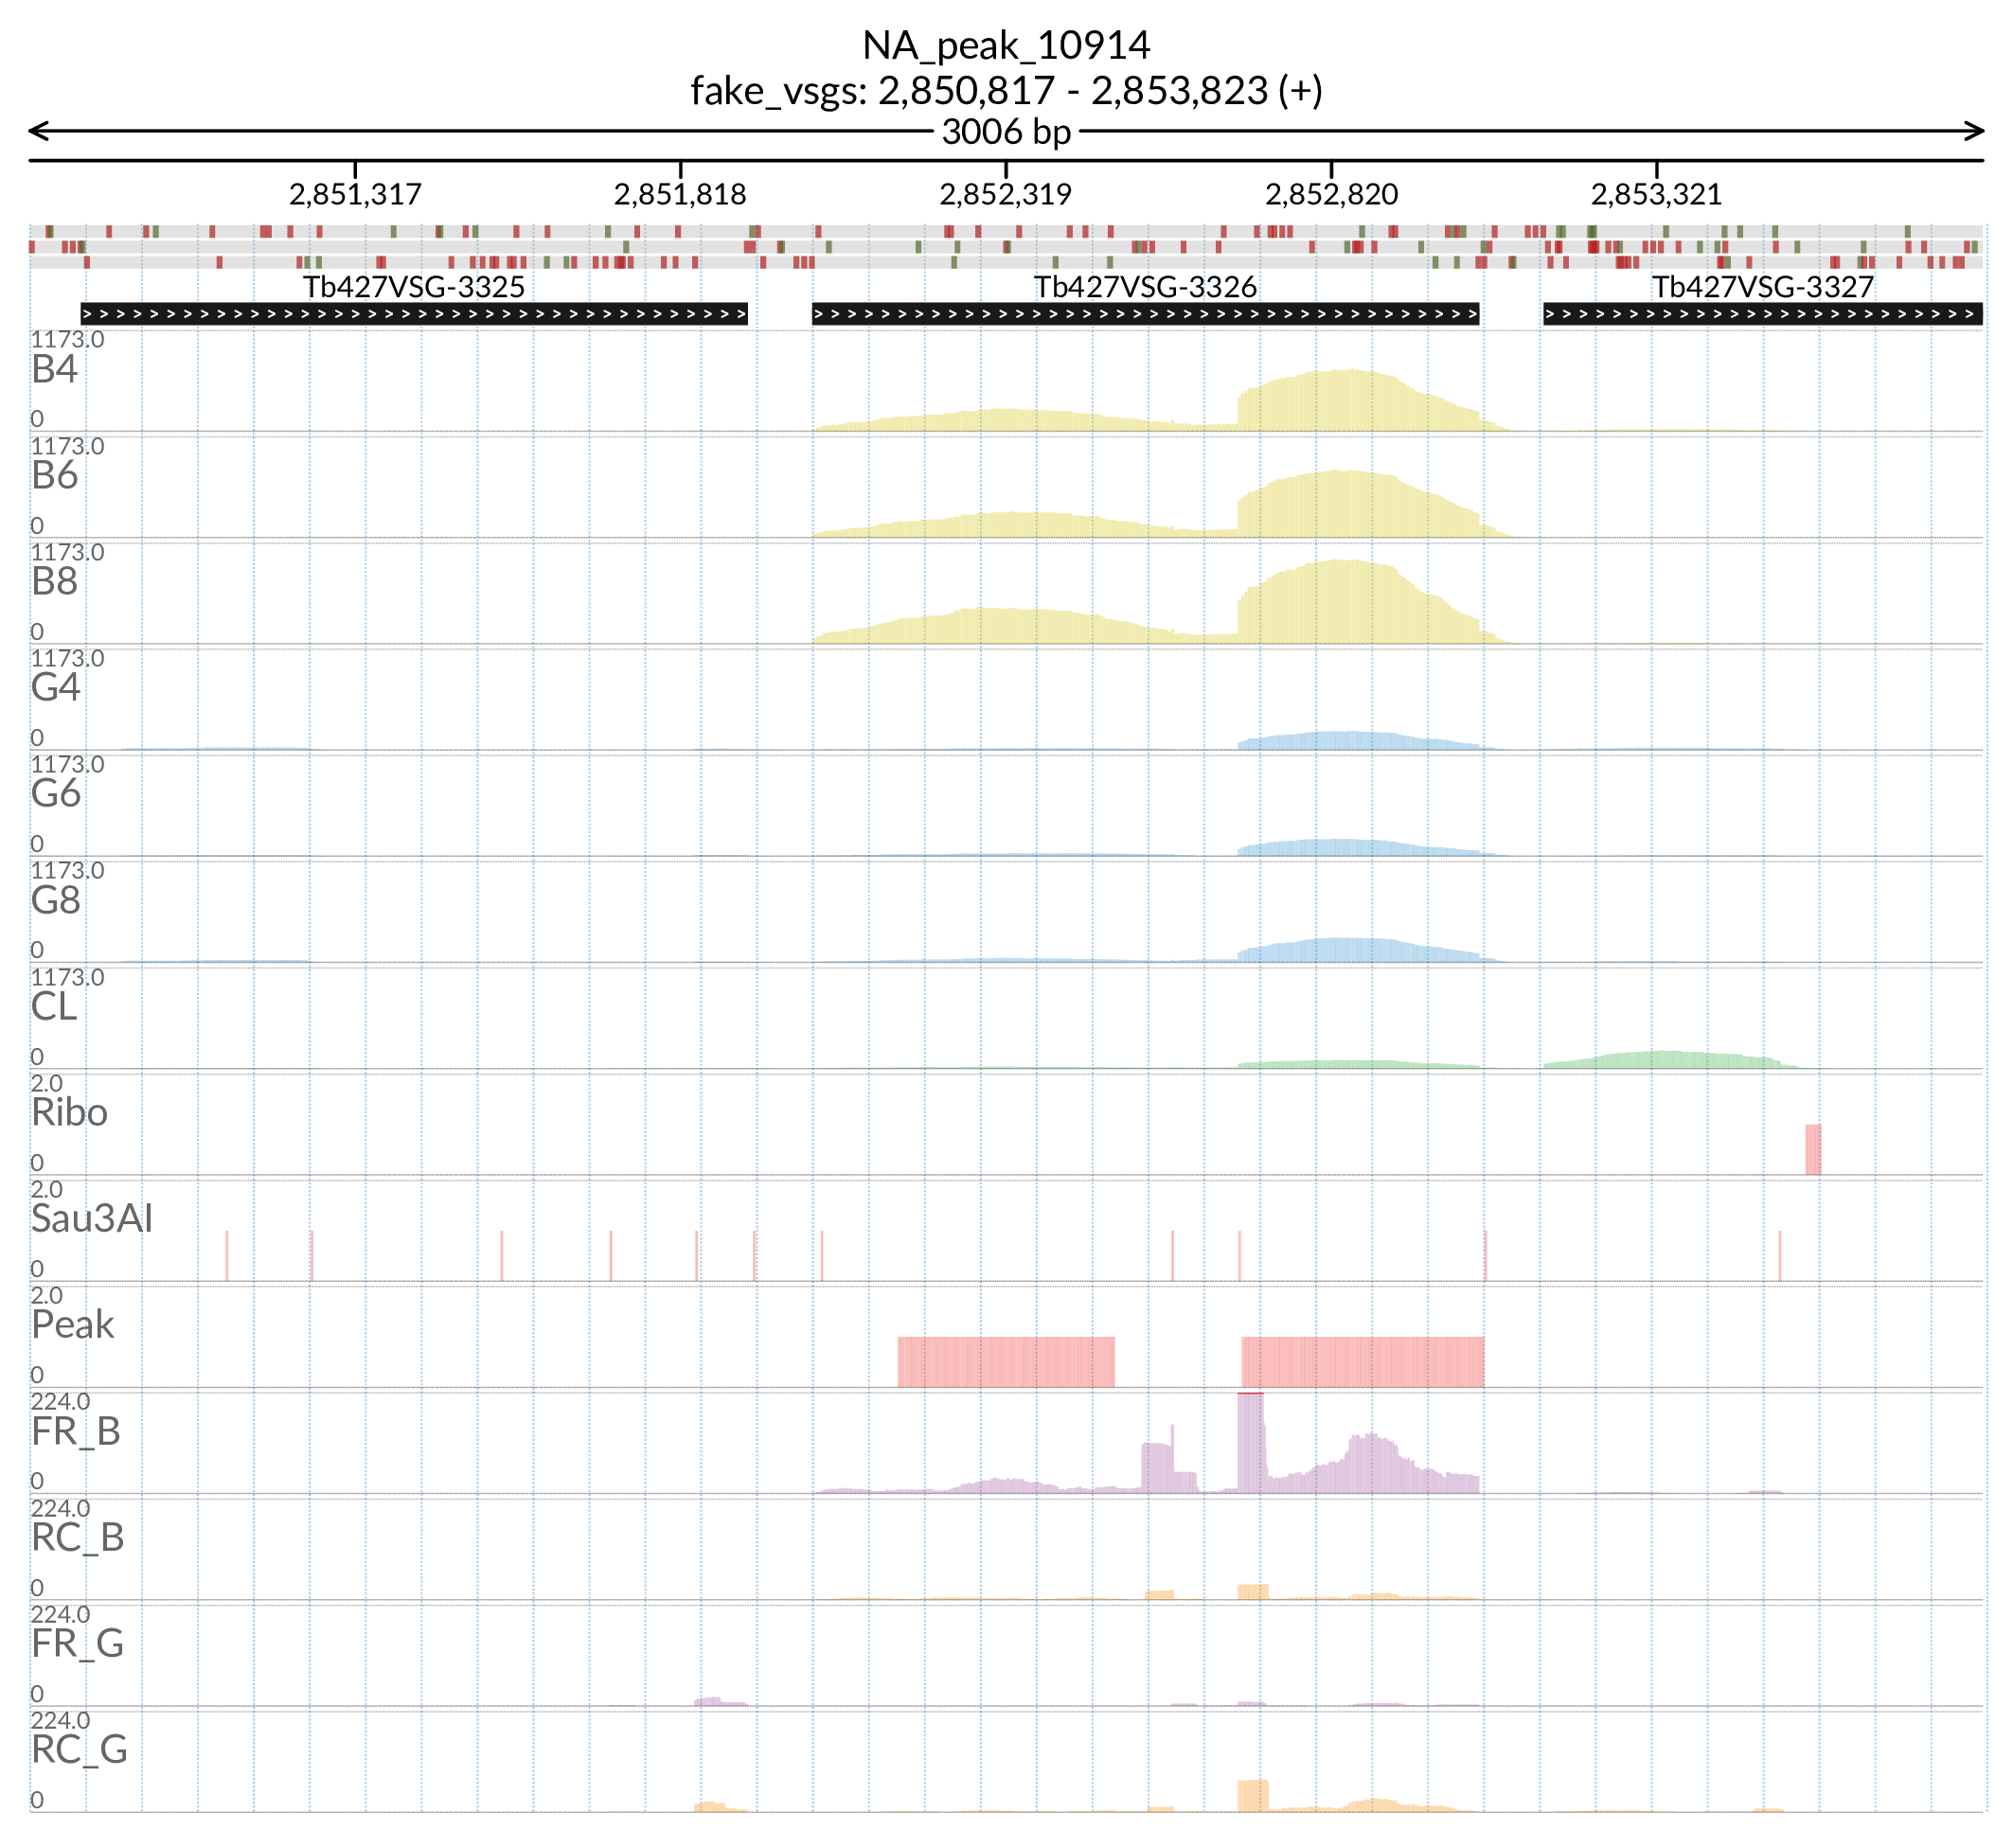 NA_peak_10914
fake_vsgs: 2,850,817 - 2,853,823 (+)
3006 bp
2,851,317 2,851,818 2,852,319 2,852,820 2,853,321
Tb427VSG-3325 Tb427VSG-3326 Tb427VSG-3327
1173.0
B4
0
1173.0
B6
0
1173.0
B8
0
1173.0
G4
0
1173.0
G6
0
1173.0
G8
0
1173.0
CL
0
2.0
Ribo
0
2.0
Sau3AI
0
2.0
Peak
0
224.0
FR_B
0
224.0
RC_B
0
224.0
FR_G
0
224.0
RC_G
0